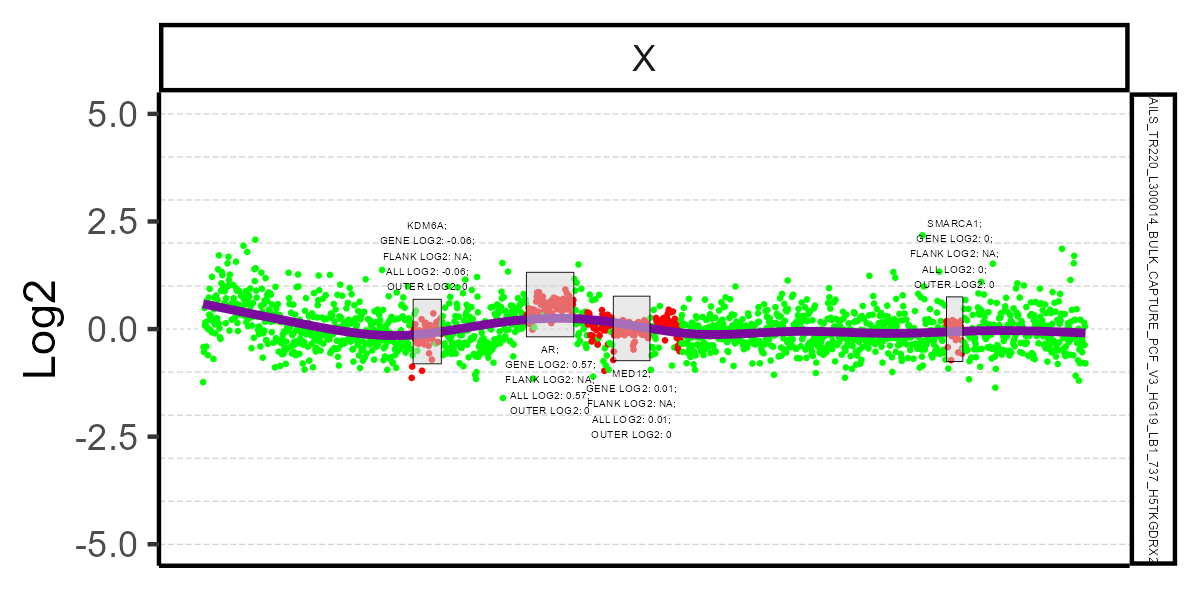 X
Log2
5.0
2.5
0.0
-2.5
-5.0
KDM6A;
GENE LOG2: -0.06;
FLANK LOG2: NA;
ALL LOG2: -0.06;
OUTER LOG2: 0
AR;
GENE LOG2: 0.57;
FLANK LOG2: NA;
ALL LOG2: 0.57;
OUTER LOG2: 0
MED12;
GENE LOG2: 0.01;
FLANK LOG2: NA;
ALL LOG2: 0.01;
OUTER LOG2: 0
SMARCA1;
GENE LOG2: 0;
FLANK LOG2: NA;
ALL LOG2: 0;
OUTER LOG2: 0
AILS_TR220_L300014_BULK_CAPTURE_PCF_V3_HG19_LB1_737_H5TKGDRX2